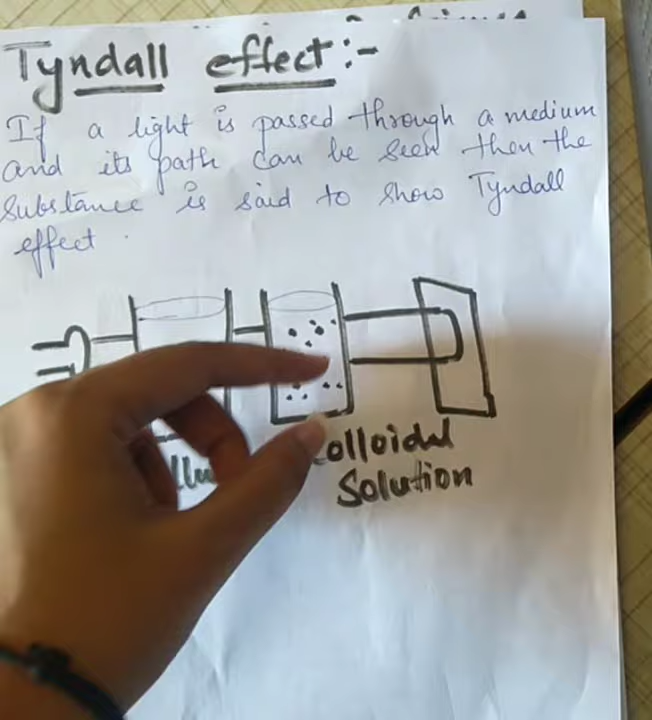 Tyndall effect:-
If a light is passed through a medium
and its path can be seen then the
substance is said to show Tyndall
effect.
colloidal
Solution